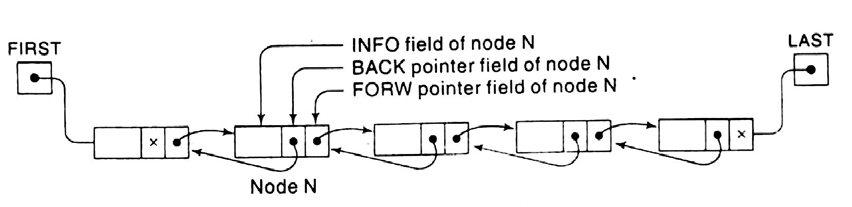 FIRST
INFO field of node N
BACK pointer field of node N
FORW pointer field of node N
LAST
×
×
Node N